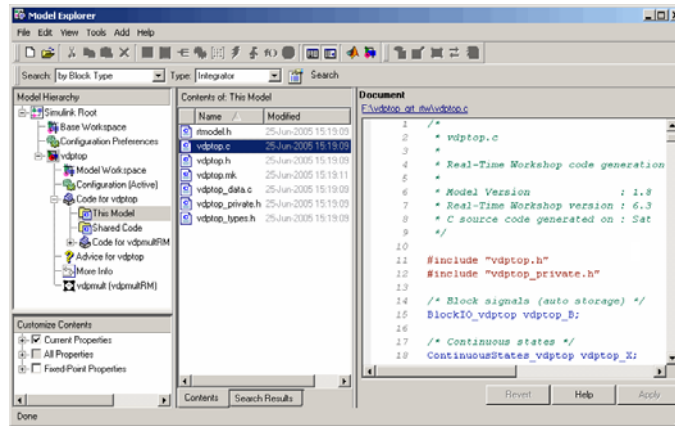 Model Explorer
File Edit View Tools Add Help
Search: by Block Type Type: Integrator Search
Model Hierarchy
Simulink Root
Base Workspace
Configuration Preferences
vdptop
Model Workspace
Configuration (Active)
Code for vdptop
This Model
Shared Code
Code for vdpmultRM
Advice for vdptop
More Info
vdpmult (vdpmultRM)
Customize Contents
Current Properties
All Properties
Fixed-Point Properties
Contents of: This Model
Name Modified
rtmodel.h 25-Jun-2005 15:19:09
vdptop.c 25-Jun-2005 15:19:09
vdptop.h 25-Jun-2005 15:19:09
vdptop.mk 25-Jun-2005 15:19:11
vdptop_data.c 25-Jun-2005 15:19:09
vdptop_private.h 25-Jun-2005 15:19:09
vdptop_types.h 25-Jun-2005 15:19:09
Contents Search Results
Document
E:\vdptop_grt_rtw\vdptop.c
1 /*
2 * vdptop.c
3 *
4 * Real-Time Workshop code generation
5 *
6 * Model Version : 1.8
7 * Real-Time Workshop version : 6.3
8 * C source code generated on : Sat
9 */
10
11 #include "vdptop.h"
12 #include "vdptop_private.h"
13
14 /* Block signals (auto storage) */
15 BlockIO_vdptop vdptop_B;
16
17 /* Continuous states */
18 ContinuousStates_vdptop vdptop_X;
Revert Help Apply
Done